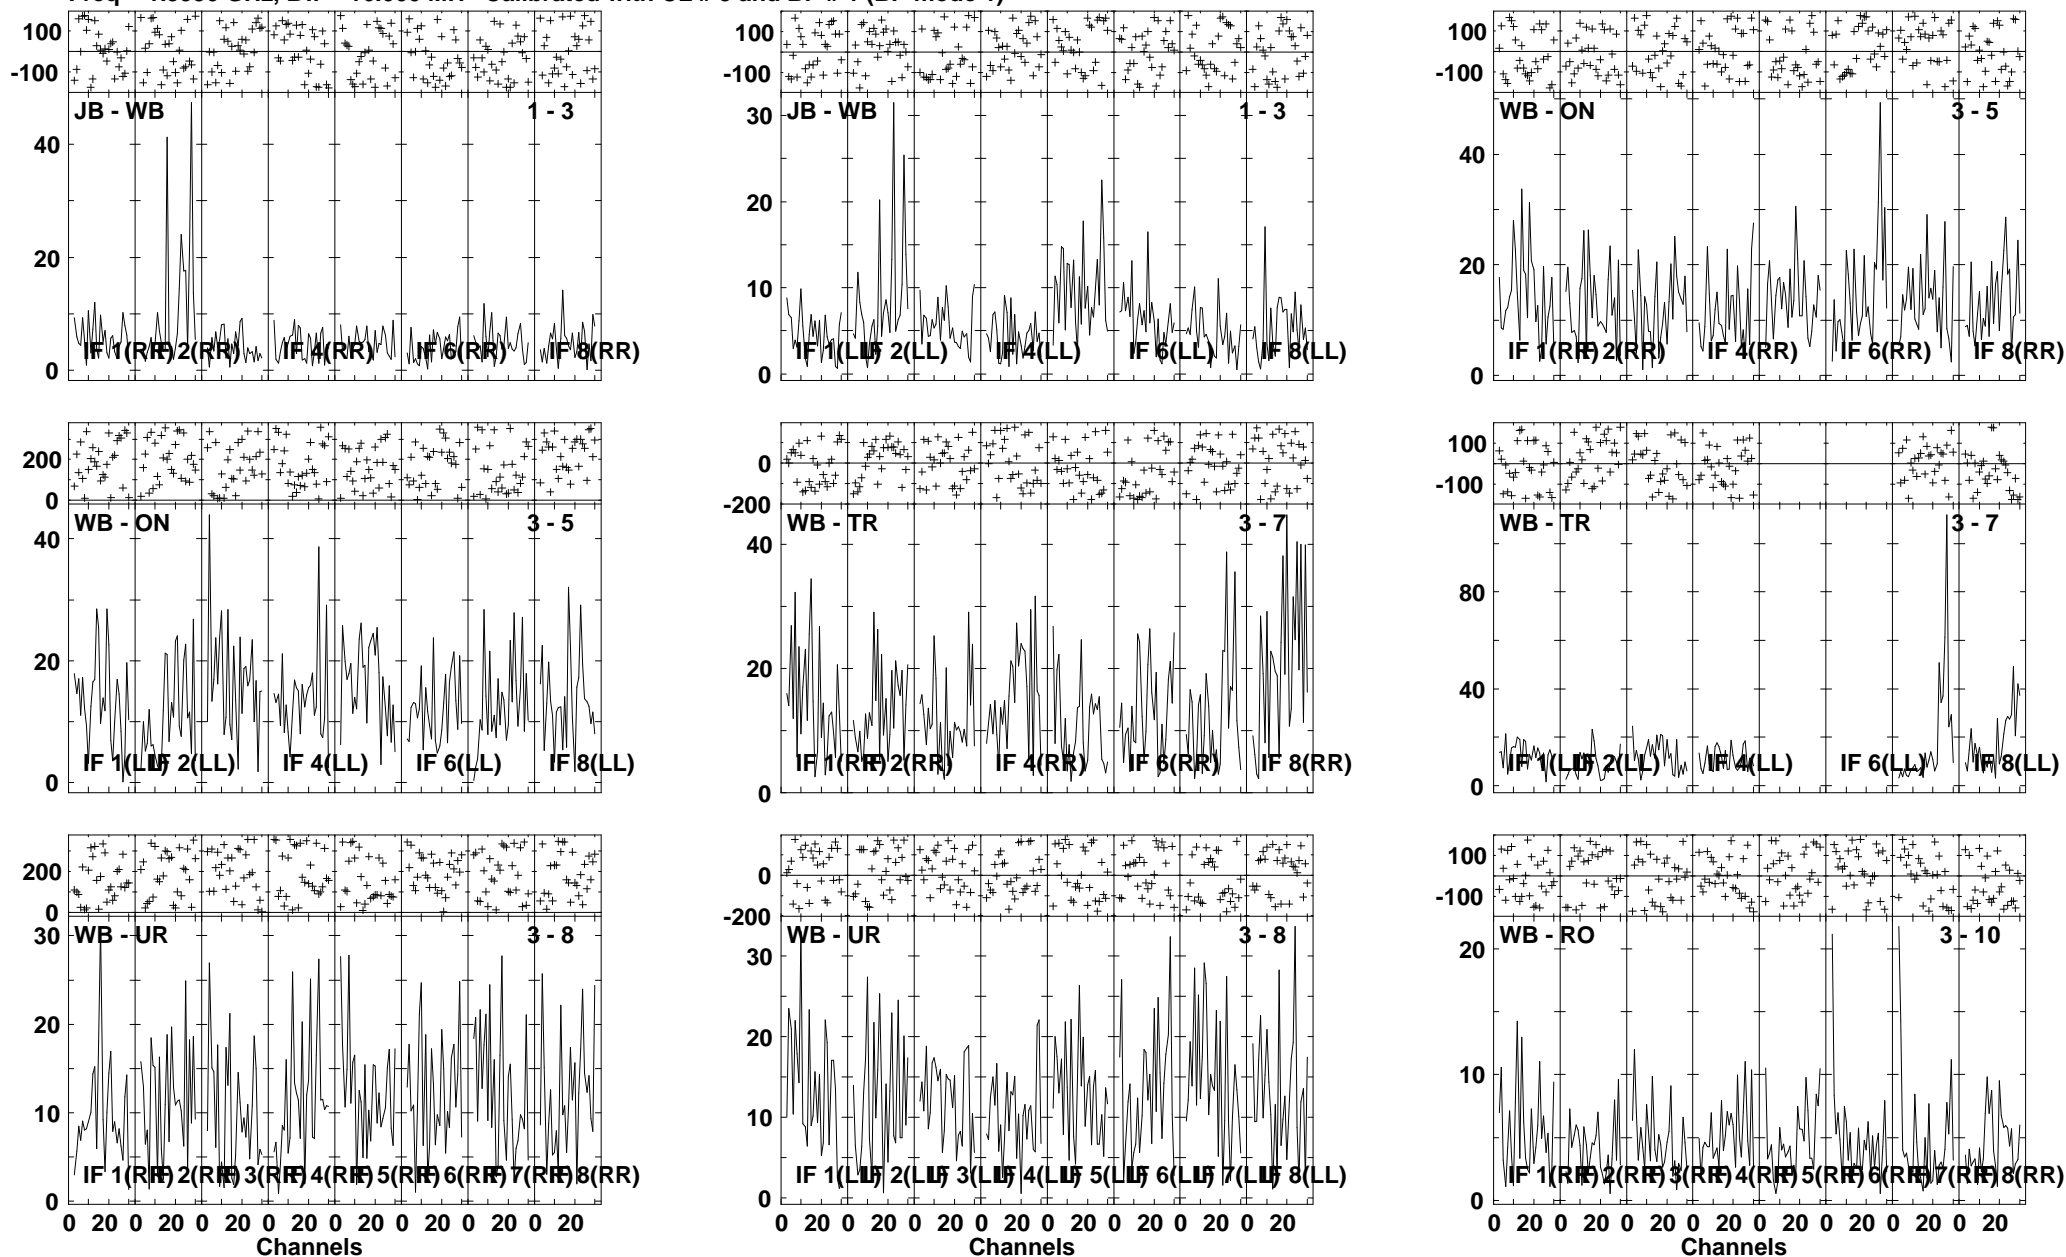 100 100 100
-100 -100 -100
JB - WB 1 - 3 JB - WB 1 - 3 WB - ON 3 - 5
40 30 40
20 20 20
10
0 0 0
IF 1(RR) IF 2(RR) IF 4(RR) IF 6(RR) IF 8(RR) IF 1(LL) IF 2(LL) IF 4(LL) IF 6(LL) IF 8(LL) IF 1(RR) IF 2(RR) IF 4(RR) IF 6(RR) IF 8(RR)
200 0 100
0 -200 -100
WB - ON 3 - 5 WB - TR 3 - 7 WB - TR 3 - 7
40 40 80
20 20 40
0 0 0
IF 1(LL) IF 2(LL) IF 4(LL) IF 6(LL) IF 8(LL) IF 1(RR) IF 2(RR) IF 4(RR) IF 6(RR) IF 8(RR) IF 1(LL) IF 2(LL) IF 4(LL) IF 6(LL) IF 8(LL)
200 0 100
0 -200 -100
WB - UR 3 - 8 WB - UR 3 - 8 WB - RO 3 - 10
30 30 20
20 20 10
10 10
0 0 0
IF 1(RR) IF 2(RR) IF 3(RR) IF 4(RR) IF 5(RR) IF 6(RR) IF 7(RR) IF 8(RR) IF 1(LL) IF 2(LL) IF 3(LL) IF 4(LL) IF 5(LL) IF 6(LL) IF 7(LL) IF 8(LL) IF 1(RR) IF 2(RR) IF 3(RR) IF 4(RR) IF 5(RR) IF 6(RR) IF 7(RR) IF 8(RR)
0 20 0 20 0 20 0 20 0 20 0 20 0 20 0 20 0 20 0 20 0 20 0 20 0 20 0 20 0 20 0 20 0 20 0 20 0 20 0 20 0 20 0 20 0 20 0 20
Channels Channels